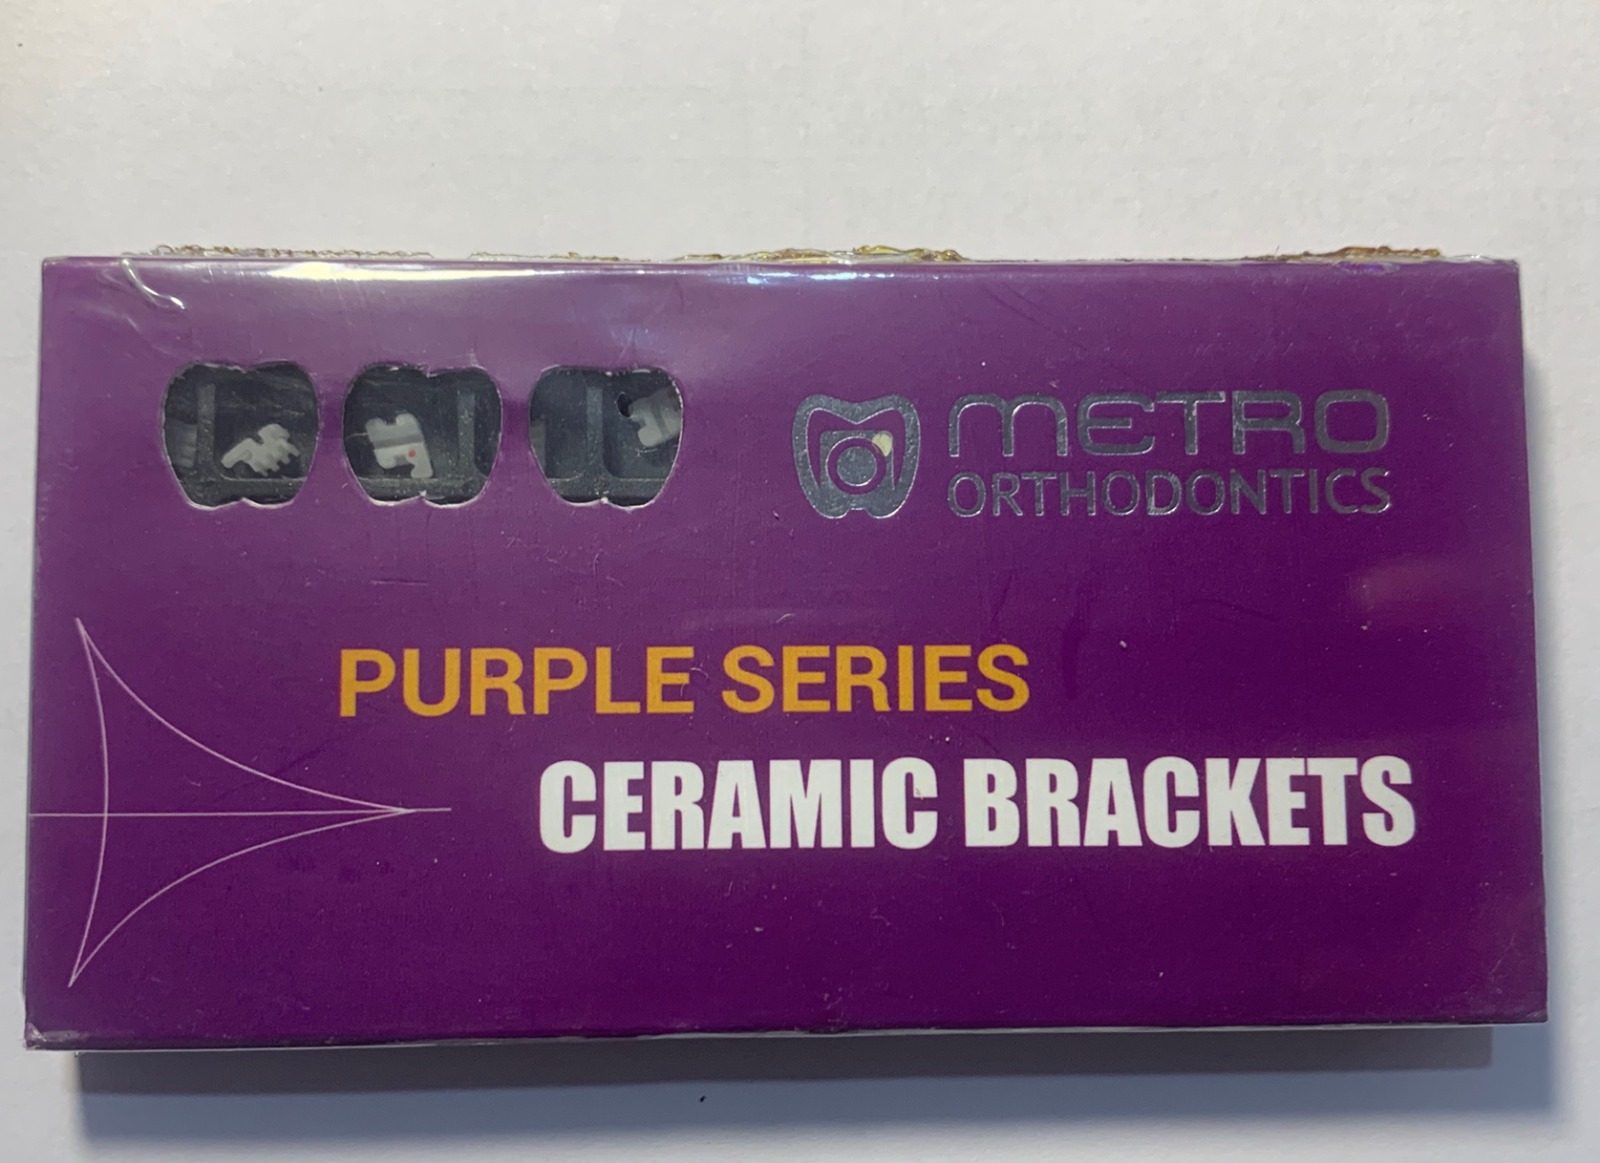 METRO
ORTHODONTICS
PURPLE SERIES
CERAMIC BRACKETS